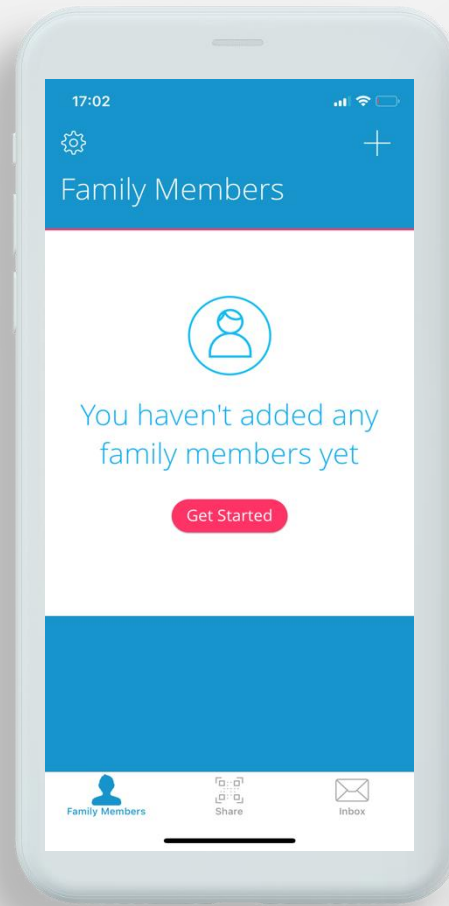 17:02
Family Members
You haven't added any
family members yet
Get Started
Family Members
Share
Inbox